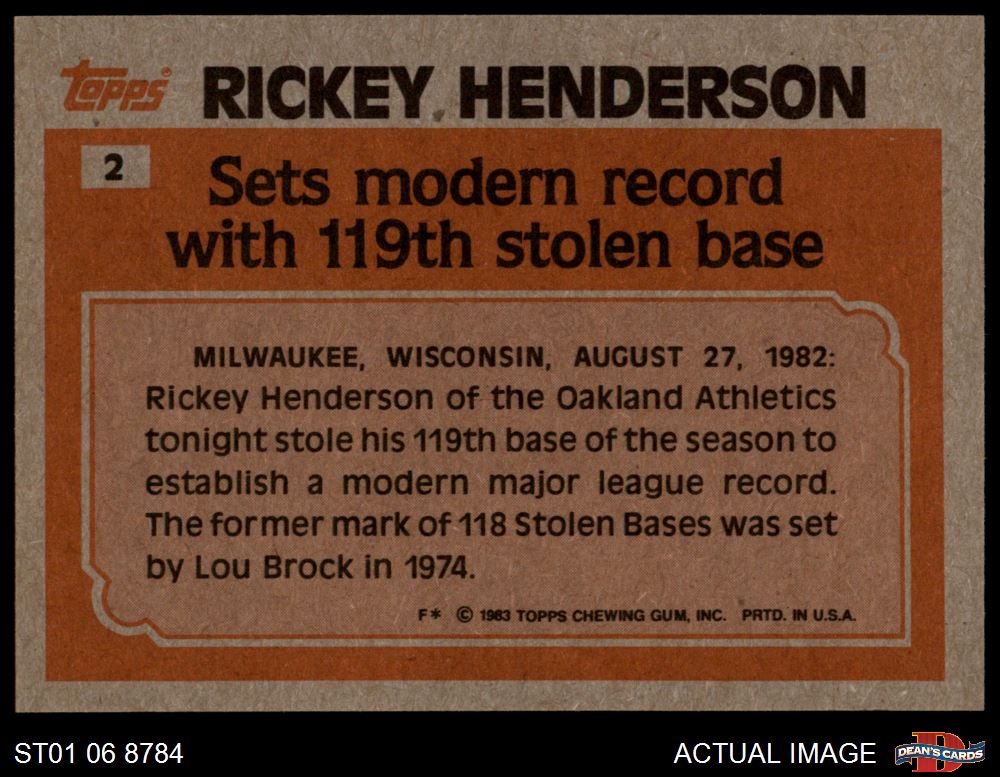 Topps RICKEY HENDERSON
2
Sets modern record
with 119th stolen base
MILWAUKEE, WISCONSIN, AUGUST 27, 1982:
Rickey Henderson of the Oakland Athletics
tonight stole his 119th base of the season to
establish a modern major league record.
The former mark of 118 Stolen Bases was set
by Lou Brock in 1974.
F* © 1983 TOPPS CHEWING GUM, INC. PRTD. IN U.S.A.
ST01 06 8784
ACTUAL IMAGE
D
DEAN'S CARDS